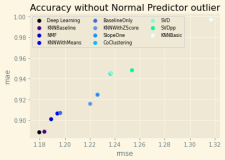 Accuracy without Normal Predictor outlier
Deep Learning
KNNBaseline
NMF
KNNWithMeans
BaselineOnly
KNNWithZScore
SlopeOne
CoClustering
SVD
SVDpp
KNNBasic
mae
1.00
0.98
0.96
0.94
0.92
0.90
1.18
1.20
1.22
1.24
1.26
1.28
1.30
1.32
rmse